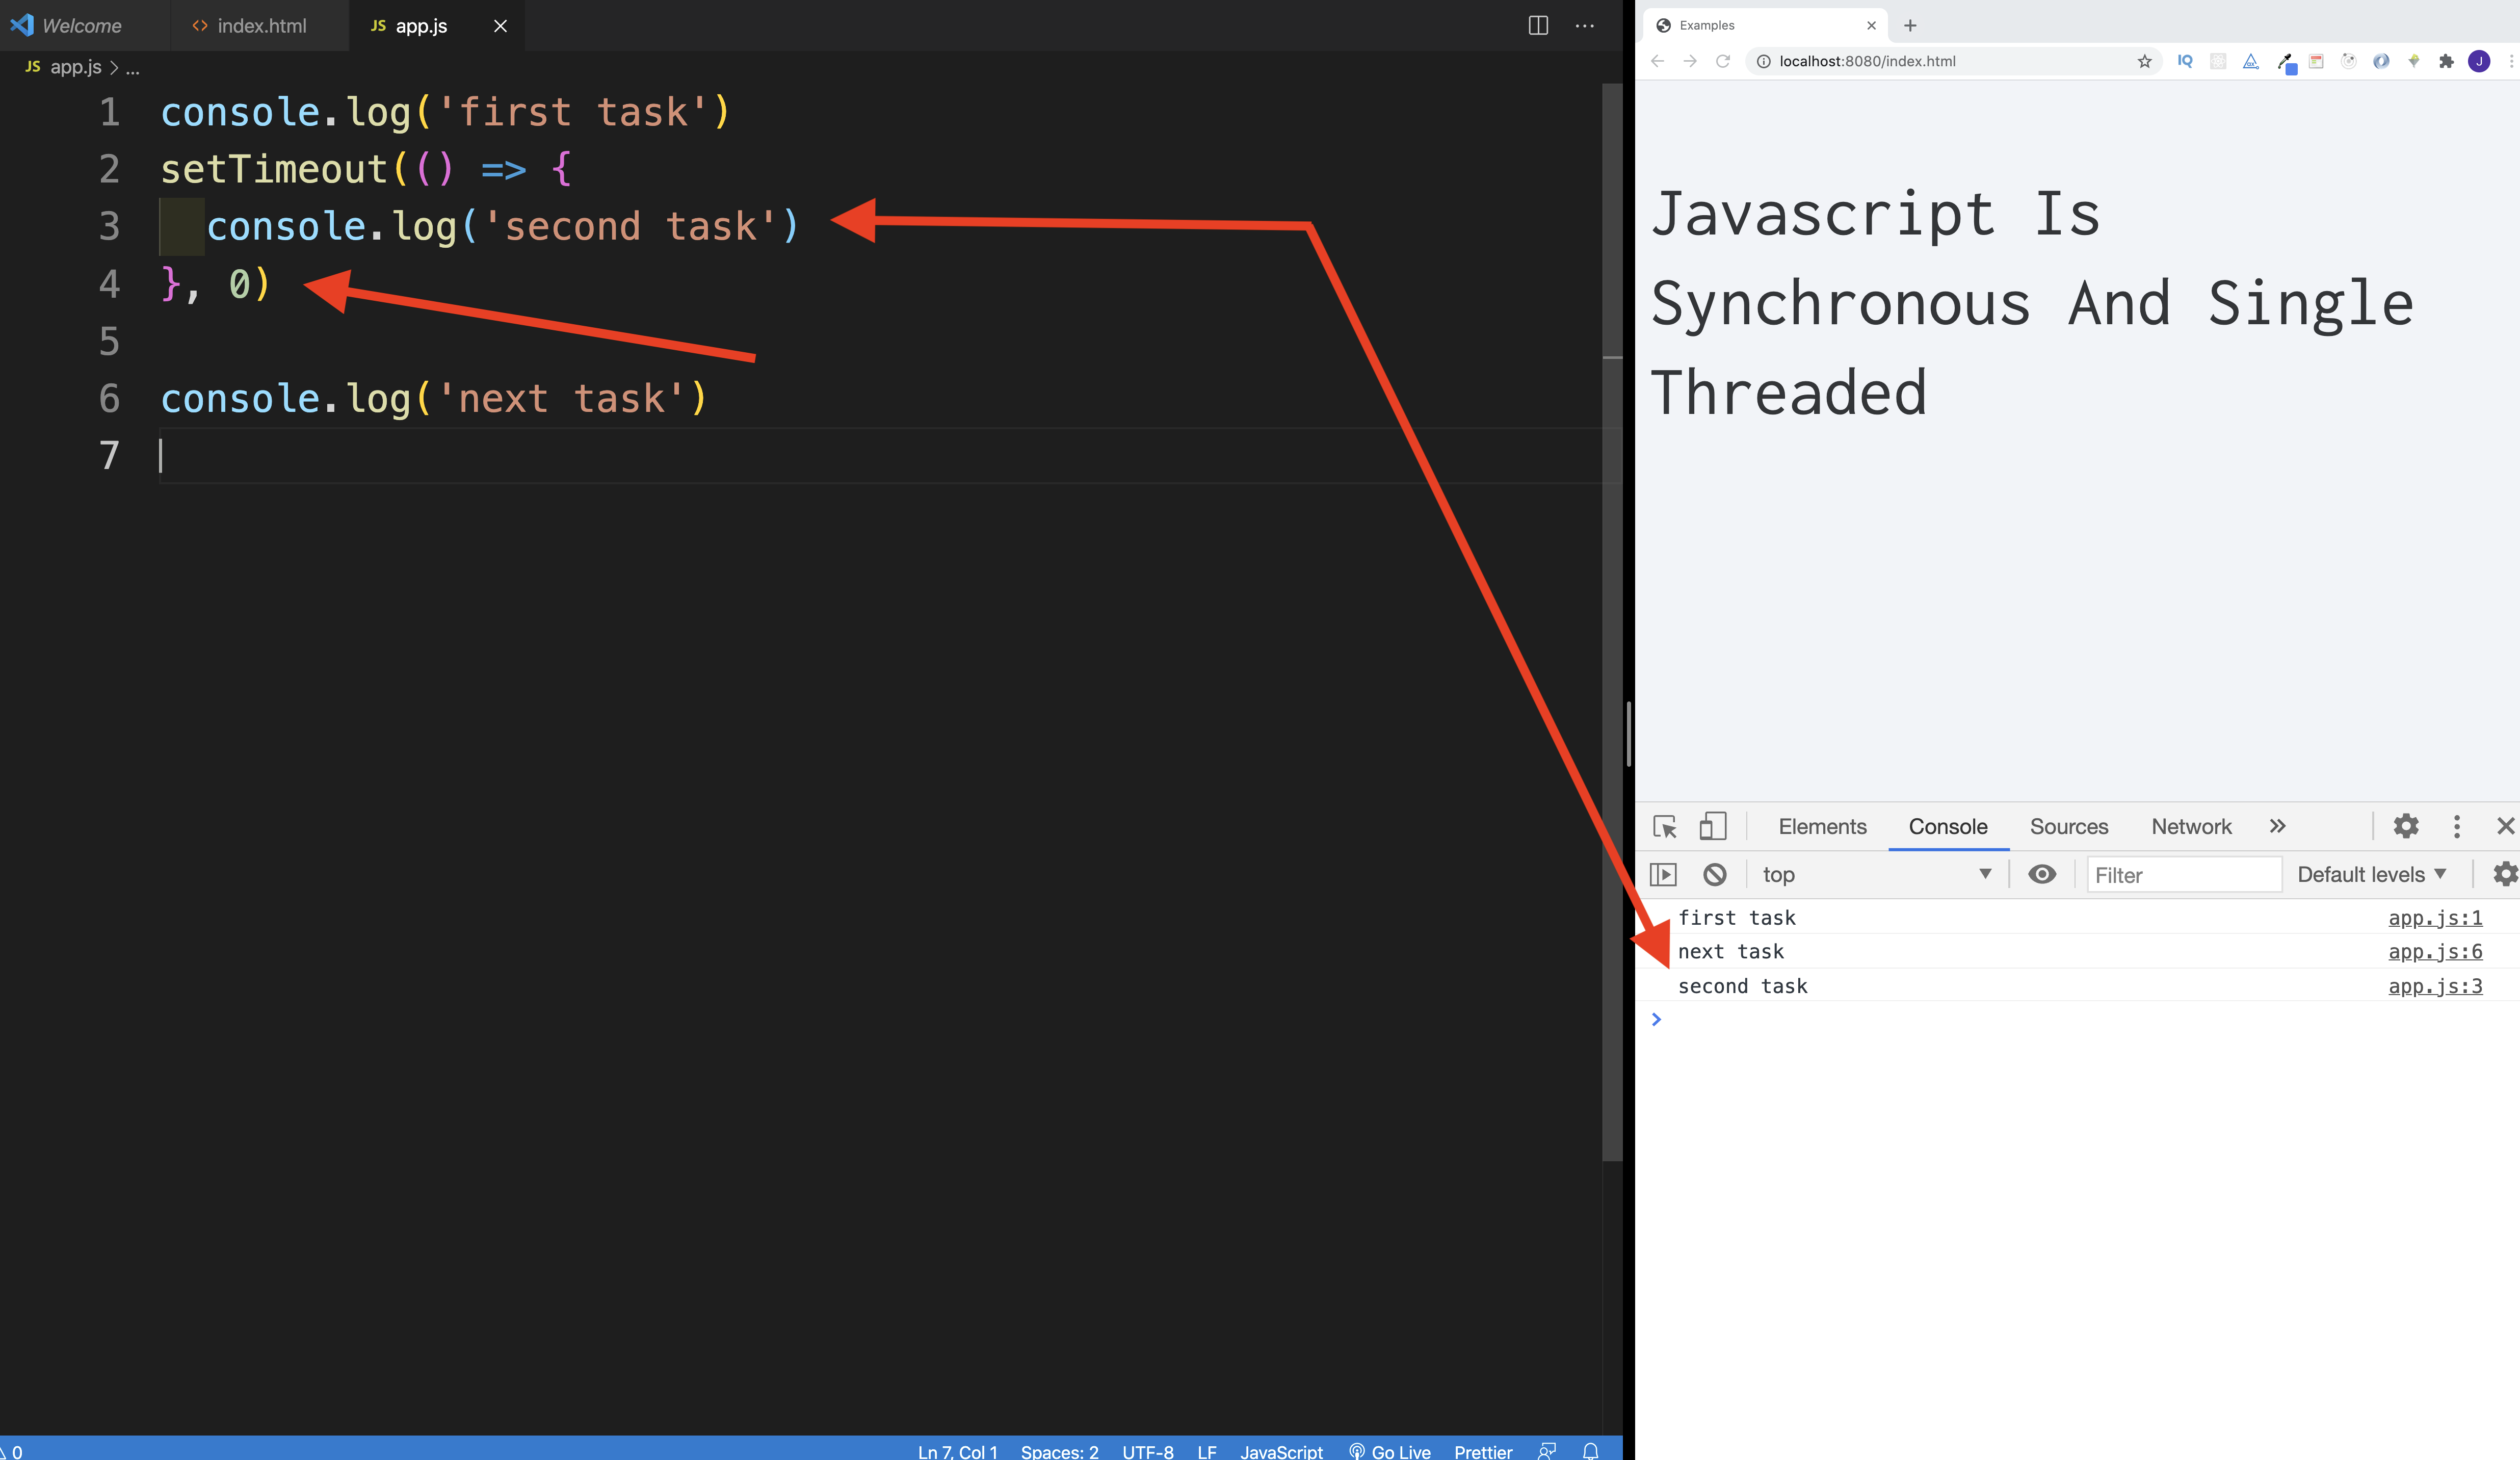 Welcome
<> index.html
JS app.js
JS app.js > ...
1 console.log('first task')
2 setTimeout(() => {
3 console.log('second task')
4 }, 0)
5
6 console.log('next task')
7
0
Ln 7, Col 1 Spaces: 2 UTF-8 LF JavaScript Go Live Prettier
Examples
localhost:8080/index.html
IQ
J
Javascript Is
Synchronous And Single
Threaded
Elements Console Sources Network »
top Filter Default levels ▼
first task app.js:1
next task app.js:6
second task app.js:3
>